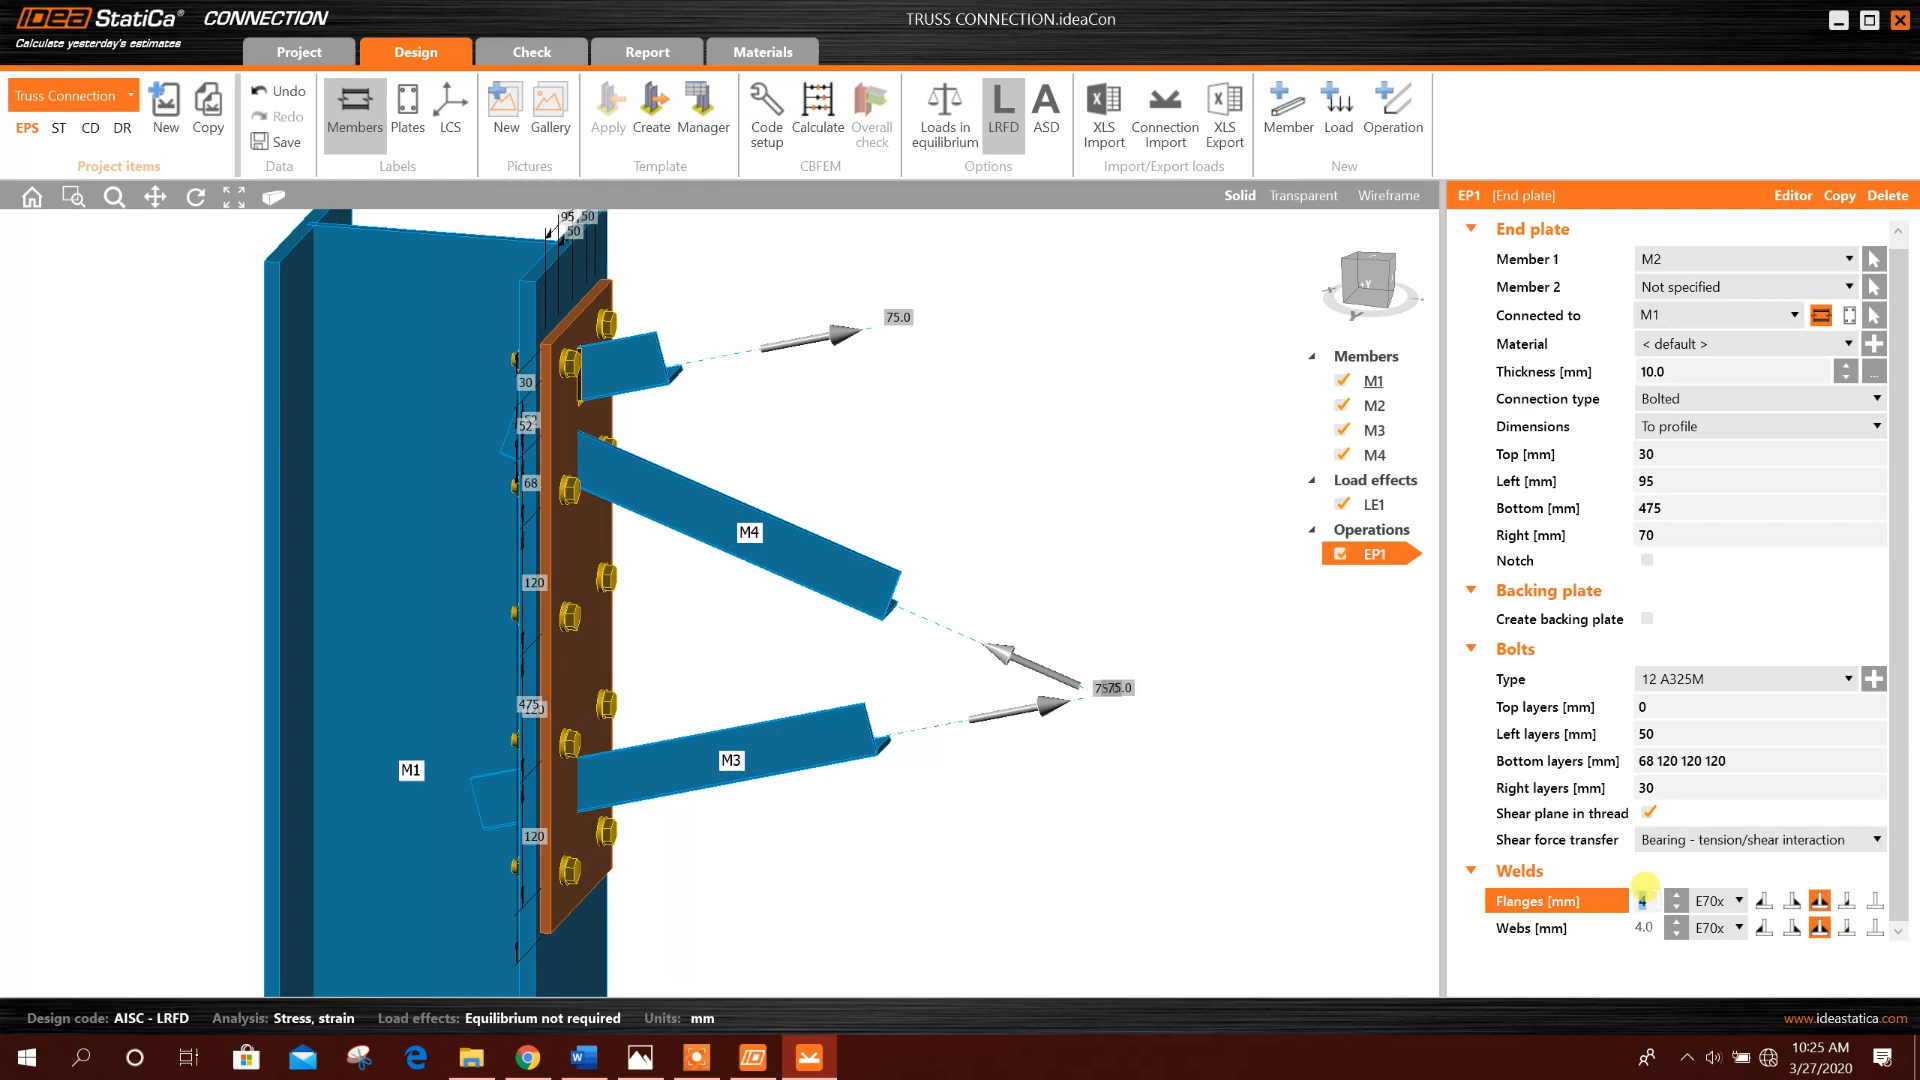 IDEA StatiCa® CONNECTION
Calculate yesterday's estimates
TRUSS CONNECTION.ideaCon
Project Design Check Report Materials
Truss Connection
EPS ST CD DR
New Copy
Undo
Redo
Save
Members Plates LCS
New Gallery
Apply Create Manager
Code setup Calculate Overall check
Loads in equilibrium LRFD ASD
XLS Import Connection Import XLS Export
Member Load Operation
Project items Data Labels Pictures Template CBFEM Options Import/Export loads New
Solid Transparent Wireframe
EP1 [End plate] Editor Copy Delete
End plate
Member 1 M2
Member 2 Not specified
Connected to M1
Material < default >
Thickness [mm] 10.0
Connection type Bolted
Dimensions To profile
Top [mm] 30
Left [mm] 95
Bottom [mm] 475
Right [mm] 70
Notch
Backing plate
Create backing plate
Bolts
Type 12 A325M
Top layers [mm] 0
Left layers [mm] 50
Bottom layers [mm] 68 120 120 120
Right layers [mm] 30
Shear plane in thread
Shear force transfer Bearing - tension/shear interaction
Welds
Flanges [mm] 4 E70x
Webs [mm] 4.0 E70x
Members
M1
M2
M3
M4
Load effects
LE1
Operations
EP1
95 50
50
75.0
30
52
68
M4
120
75.0
475
M3
M1
120
+Y
Y
Design code: AISC - LRFD Analysis: Stress, strain Load effects: Equilibrium not required Units: mm
www.ideastatica.com
10:25 AM
3/27/2020